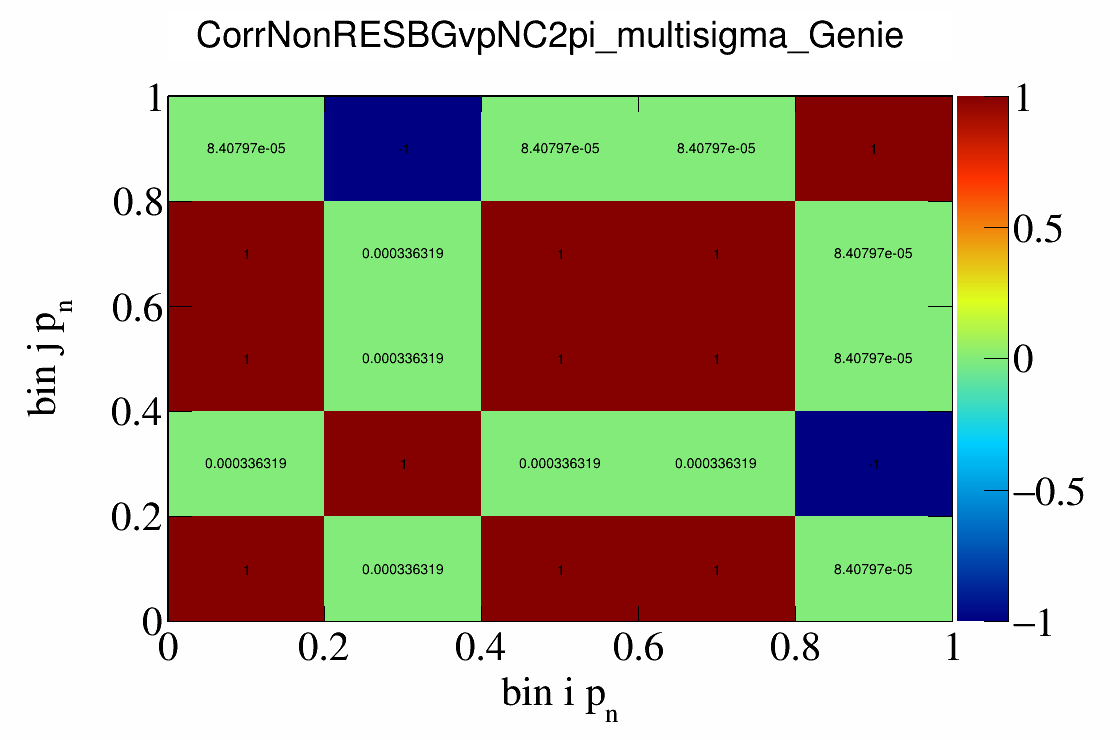 CorrNonRESBGvpNC2pi_multisigma_Genie
1
8.40797e-05 -1 8.40797e-05 8.40797e-05 1
1
0.8
1 0.000336319 1 1 8.40797e-05
0.5
0.6
1 0.000336319 1 1 8.40797e-05
0
0.4
0.000336319 1 0.000336319 0.000336319 -1
−0.5
0.2
1 0.000336319 1 1 8.40797e-05
0
−1
0 0.2 0.4 0.6 0.8 1
bin i pn
bin j pn